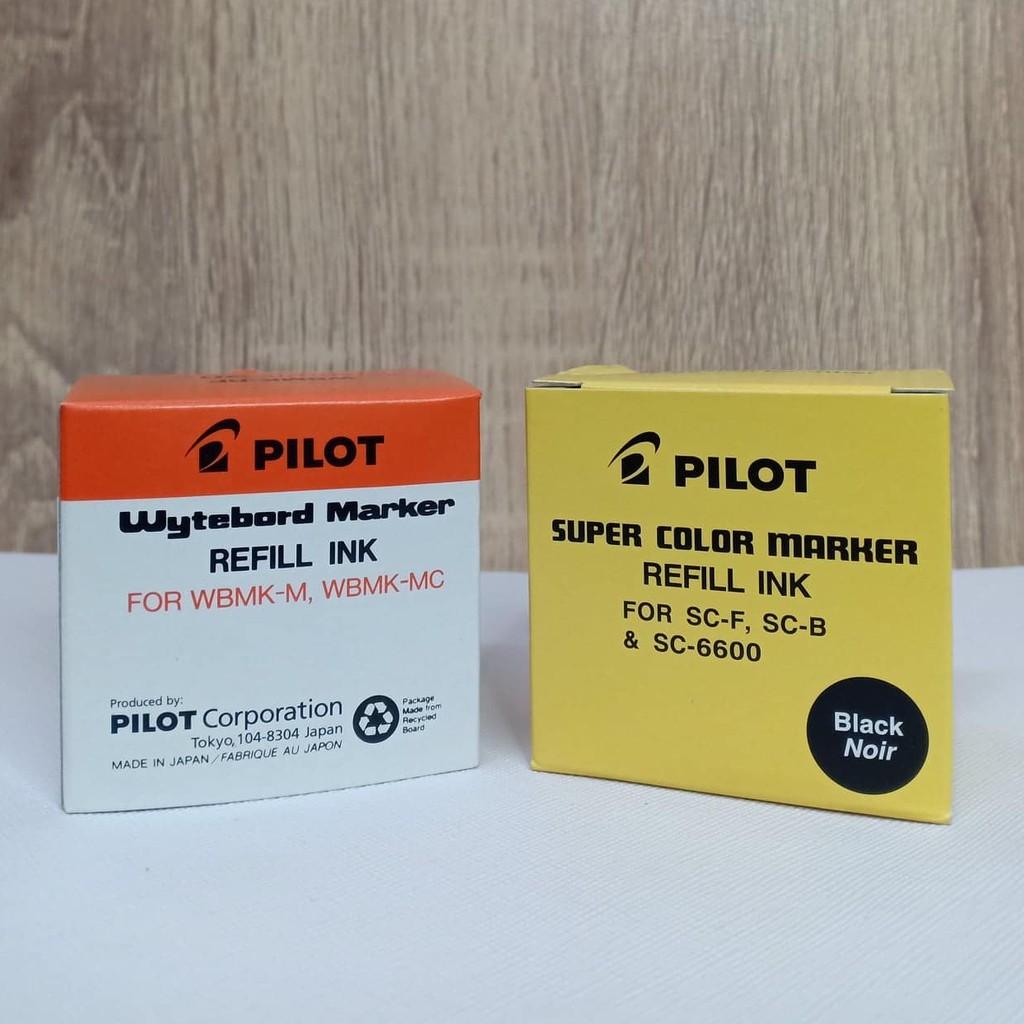 PILOT
Wytebord Marker
REFILL INK
FOR WBMK-M, WBMK-MC
Produced by:
PILOT Corporation
Tokyo, 104-8304 Japan
MADE IN JAPAN / FABRIQUE AU JAPON
Package
Made from
Recycled
Board
PILOT
SUPER COLOR MARKER
REFILL INK
FOR SC-F, SC-B
& SC-6600
Black
Noir